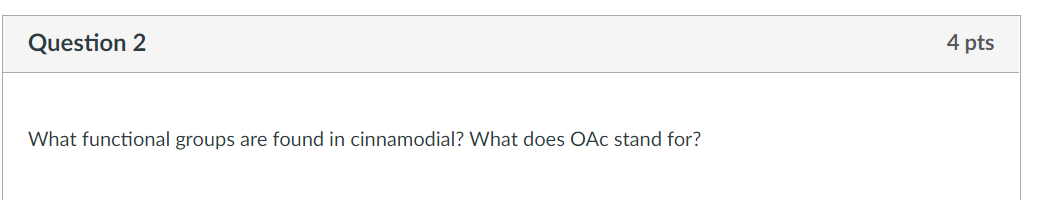 Question 2
4 pts
What functional groups are found in cinnamodial? What does OAc stand for?